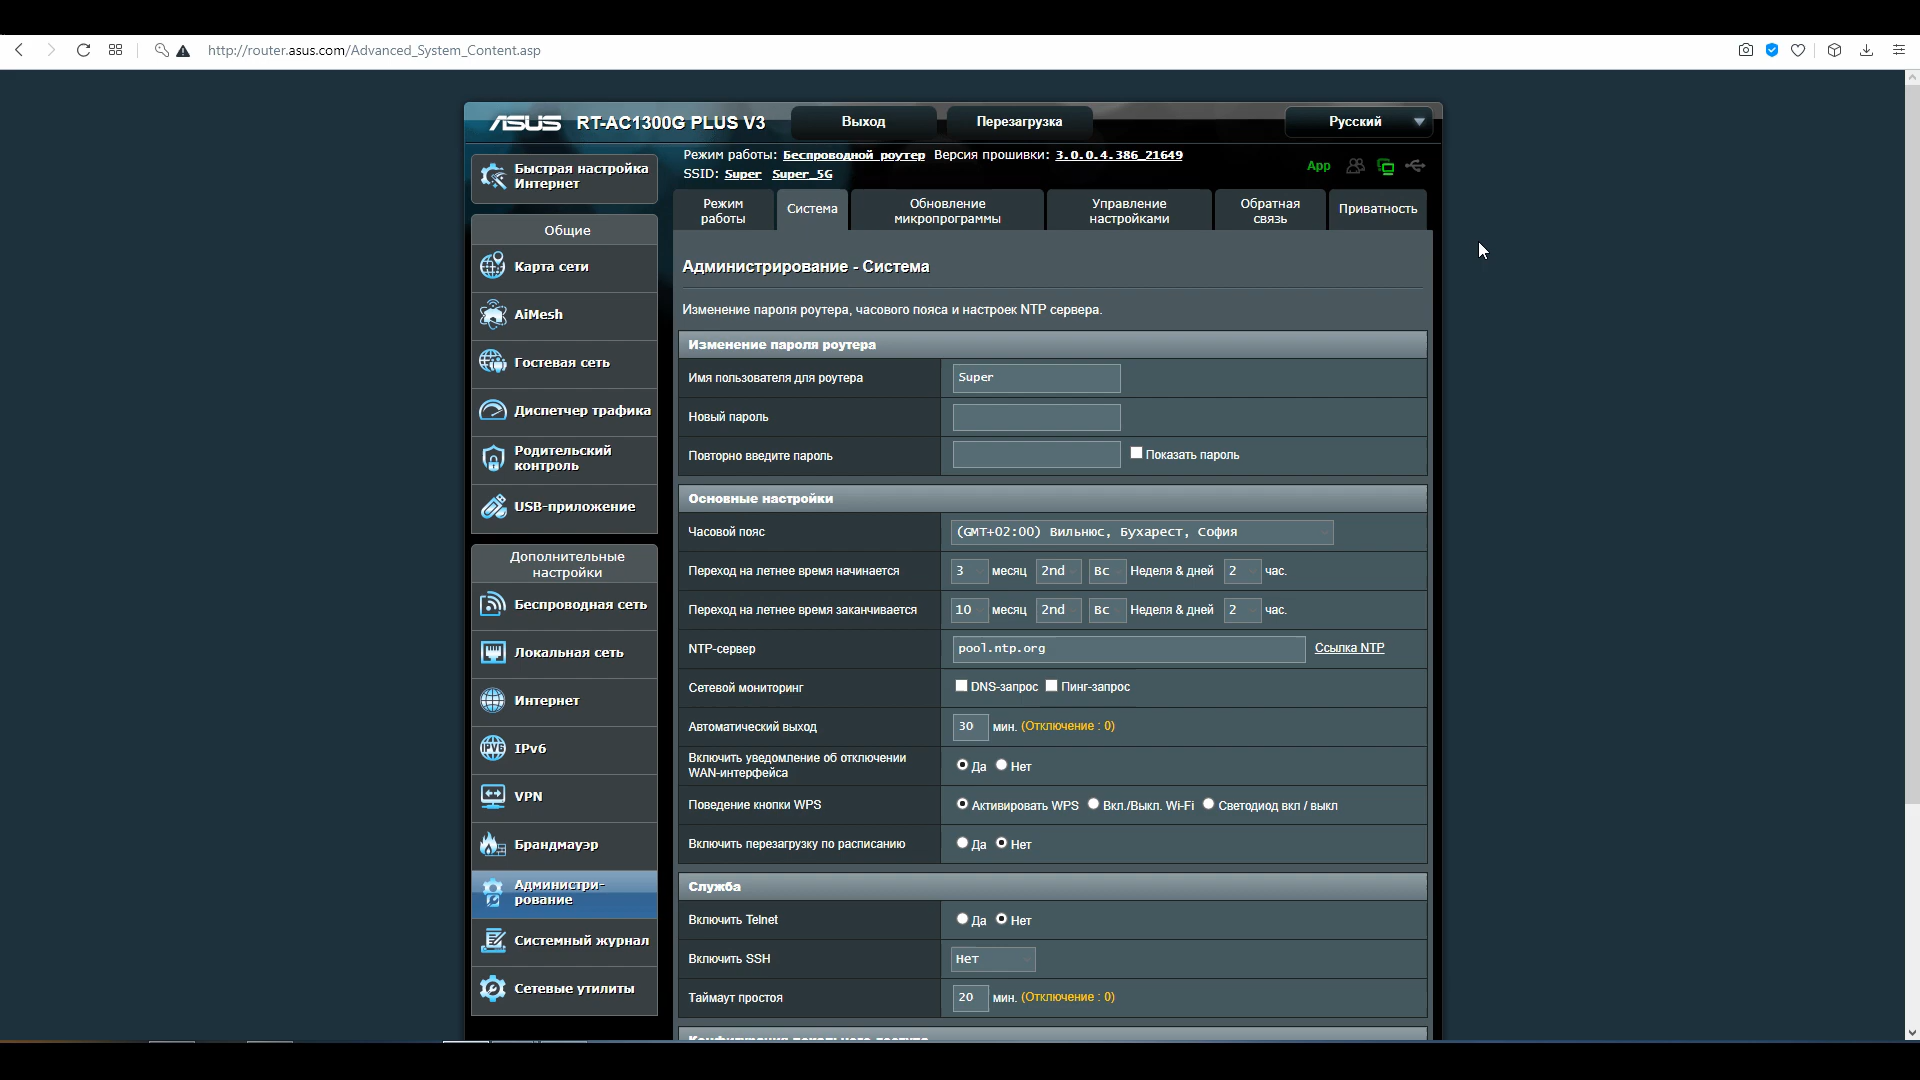 http://router.asus.com/Advanced_System_Content.asp
ASUS RT-AC1300G PLUS V3 Выход Перезагрузка Русский
Режим работы: Беспроводной роутер Версия прошивки: 3.0.0.4.386_21649
SSID: Super Super_5G
App
Быстрая настройка
Интернет
Общие
Карта сети
AiMesh
Гостевая сеть
Диспетчер трафика
Родительский
контроль
USB-приложение
Дополнительные
настройки
Беспроводная сеть
Локальная сеть
Интернет
IPv6
VPN
Брандмауэр
Администри-
рование
Системный журнал
Сетевые утилиты
Режим
работы
Система
Обновление
микропрограммы
Управление
настройками
Обратная
связь
Приватность
Администрирование - Система
Изменение пароля роутера, часового пояса и настроек NTP сервера.
Изменение пароля роутера
Имя пользователя для роутера Super
Новый пароль
Повторно введите пароль Показать пароль
Основные настройки
Часовой пояс (GMT+02:00) Вильнюс, Бухарест, София
Переход на летнее время начинается 3 месяц 2nd Вс Неделя & дней 2 час.
Переход на летнее время заканчивается 10 месяц 2nd Вс Неделя & дней 2 час.
NTP-сервер pool.ntp.org Ссылка NTP
Сетевой мониторинг DNS-запрос Пинг-запрос
Автоматический выход 30 мин. (Отключение : 0)
Включить уведомление об отключении
WAN-интерфейса Да Нет
Поведение кнопки WPS Активировать WPS Вкл./Выкл. Wi-Fi Светодиод вкл / выкл
Включить перезагрузку по расписанию Да Нет
Служба
Включить Telnet Да Нет
Включить SSH Нет
Таймаут простоя 20 мин. (Отключение : 0)